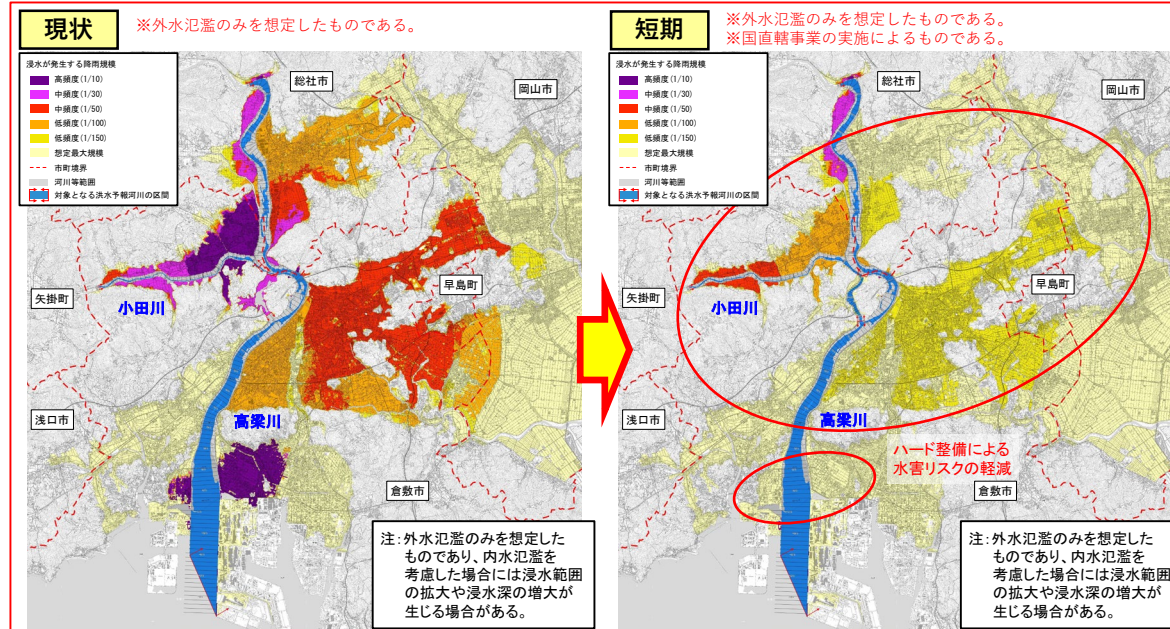 現状
※外水氾濫のみを想定したものである。
浸水が発生する降雨規模
高頻度(1/10)
中頻度(1/30)
中頻度(1/50)
低頻度(1/100)
低頻度(1/150)
想定最大規模
市町境界
河川等範囲
対象となる洪水予報河川の区間
総社市
岡山市
矢掛町
小田川
早島町
浅口市
高梁川
倉敷市
注:外水氾濫のみを想定した
ものであり、内水氾濫を
考慮した場合には浸水範囲
の拡大や浸水深の増大が
生じる場合がある。
短期
※外水氾濫のみを想定したものである。
※国直轄事業の実施によるものである。
浸水が発生する降雨規模
高頻度(1/10)
中頻度(1/30)
中頻度(1/50)
低頻度(1/100)
低頻度(1/150)
想定最大規模
市町境界
河川等範囲
対象となる洪水予報河川の区間
総社市
岡山市
矢掛町
小田川
早島町
浅口市
高梁川
ハード整備による
水害リスクの軽減
倉敷市
注:外水氾濫のみを想定した
ものであり、内水氾濫を
考慮した場合には浸水範囲
の拡大や浸水深の増大が
生じる場合がある。